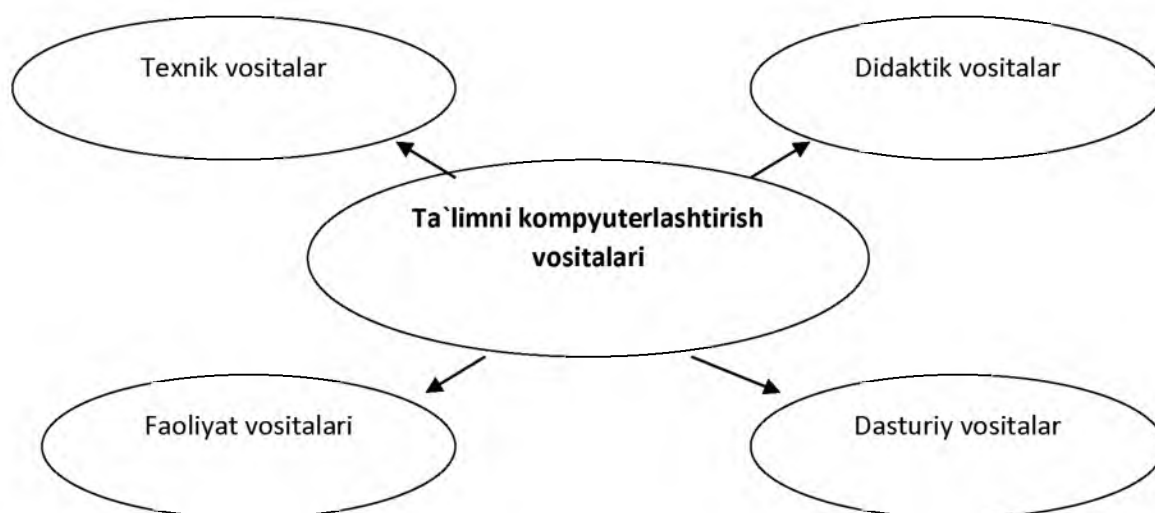 Texnik vositalar
Didaktik vositalar
Ta`limni kompyuterlashtirish
vositalari
Faoliyat vositalari
Dasturiy vositalar